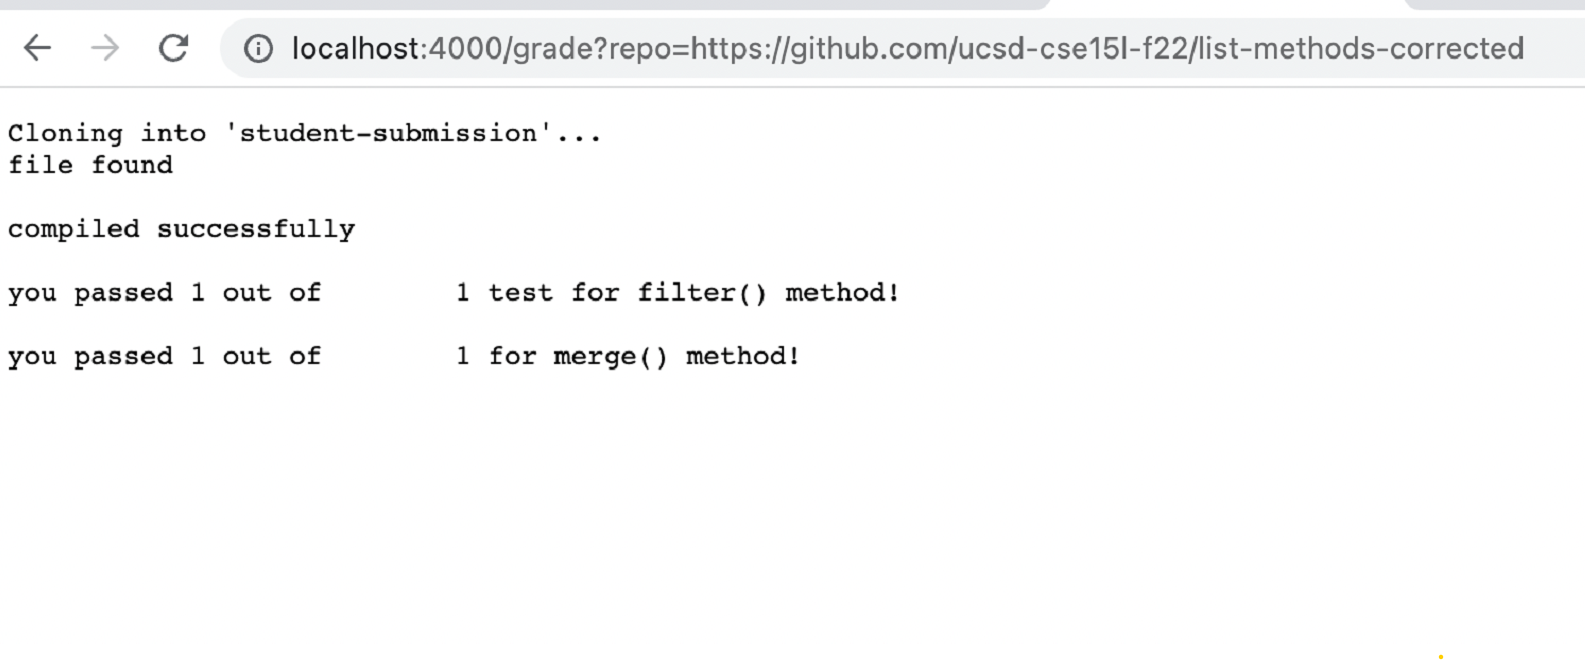 localhost:4000/grade?repo=https://github.com/ucsd-cse15l-f22/list-methods-corrected
Cloning into 'student-submission'...
file found
compiled successfully
you passed 1 out of        1 test for filter() method!
you passed 1 out of        1 for merge() method!